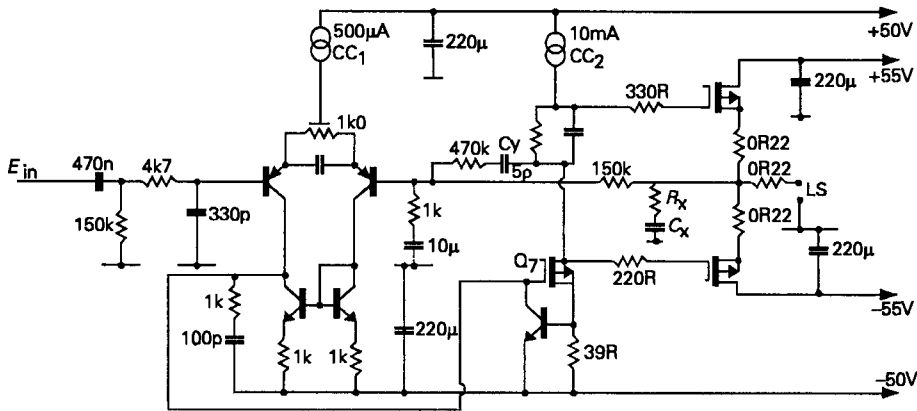 500µA
CC1
220µ
10mA
CC2
+50V
+55V
220µ
330R
1k0
470k
Cy
5p
0R22
0R22
LS
0R22
Ein
470n
4k7
150k
330p
1k
10µ
150k
Rx
Cx
220µ
Q7
220R
1k
100p
1k
1k
220µ
39R
–55V
–50V